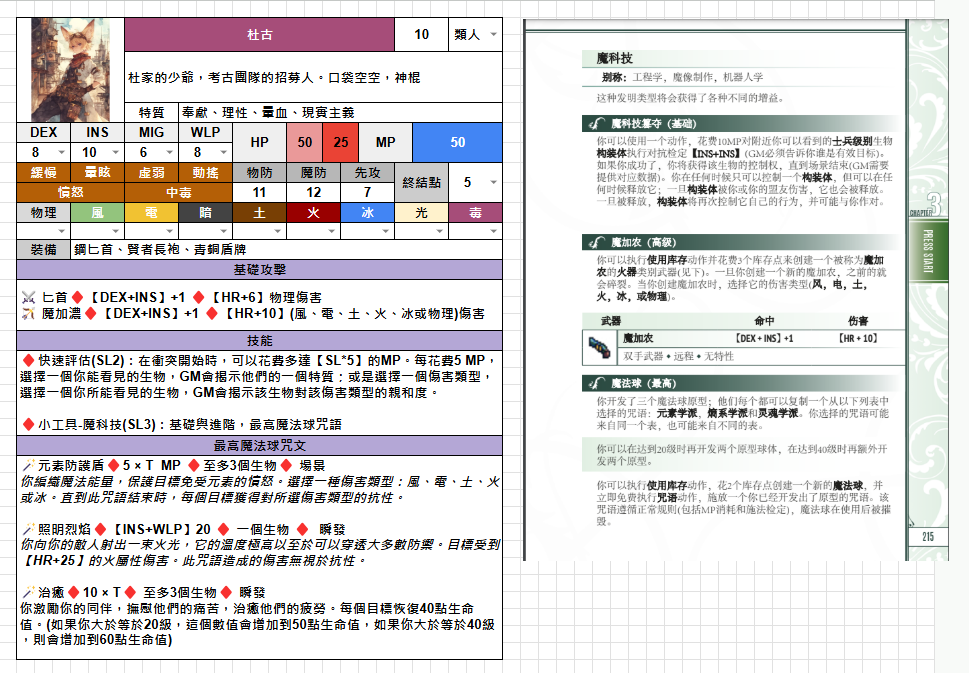 杜古 10 類人
杜家的少爺，考古團隊的招募人。口袋空空，神棍
特質 奉獻、理性、暈血、現實主義
DEX INS MIG WLP HP 50 25 MP 50
8 10 6 8
緩慢 暈眩 虛弱 動搖 物防 魔防 先攻 終結點 5
憤怒 中毒 11 12 7
物理 風 電 暗 土 火 冰 光 毒
裝備 鋼匕首、賢者長袍、青銅盾牌
基礎攻擊
匕首♦【DEX+INS】+1 ♦【HR+6】物理傷害
魔加濃♦【DEX+INS】+1 ♦【HR+10】(風、電、土、火、冰或物理)傷害
技能
♦快速評估(SL2)：在衝突開始時，可以花費多達【SL*5】的MP。每花費5 MP，
選擇一個你能看見的生物，GM會揭示他們的一個特質；或是選擇一個傷害類型，
選擇一個你所能看見的生物，GM會揭示該生物對該傷害類型的親和度。
♦小工具-魔科技(SL3)：基礎與進階，最高魔法球咒語
最高魔法球咒文
元素防護盾♦5 × T MP ♦至多3個生物♦ 場景
你編織魔法能量，保護目標免受元素的憤怒。選擇一種傷害類型：風、電、土、火
或冰。直到此咒語結束時，每個目標獲得對所選傷害類型的抗性。
照朋烈焰♦【INS+WLP】20 ♦ 一個生物 ♦ 瞬發
你向你的敵人射出一束火光，它的溫度極高以至於可以穿透大多數防禦。目標受到
【HR+25】的火屬性傷害。此咒語造成的傷害無視於抗性。
治癒♦10 × T♦ 至多3個生物♦ 瞬發
你激勵你的同伴，撫慰他們的痛苦，治癒他們的疲勞。每個目標恢復40點生命
值。(如果你大於等於20級，這個數值會增加到50點生命值，如果你大於等於40級
，則會增加到60點生命值)
魔科技
别称：工程学，魔像制作，机器人学
这种发明类型将会获得了各种不同的增益。
魔科技篡夺（基础）
你可以使用一个动作，花费10MP对附近你可以看到的士兵级别生物
构装体执行对抗检定【INS+INS】(GM必须告诉你谁是有效目标)。
如果你成功了，你将获得该生物的控制权，直到场景结束(GM需要
提供对应数据)。你在任何时候只可以控制一个构装体，但可以在任
何时候释放它；一旦构装体被你或你的盟友伤害，它也会被释放。
一旦被释放，构装体将再次控制它自己的行为，并可能与你作对。
魔加农（高级）
你可以执行使用库存动作并花费3个库存点来创建一个被称为魔加
农的火器类别武器(见下)。一旦你创建一个新的魔加农，之前的就
会碎裂。当你创建魔加农时，选择它的伤害类型(风，电，土，
火，冰，或物理)。
武器 命中 伤害
魔加农 【DEX + INS】+1 【HR + 10】
双手武器 • 远程 • 无特性
魔法球（最高）
你开发了三个魔法球原型；他们每个都可以复制一个从以下列表中
选择的咒语：元素学派，熵系学派和灵魂学派。你选择的咒语可能
来自同一个表，也可能来自不同的表。
你可以在达到20级时再开发两个原型球体，在达到40级时再额外开
发两个原型。
你可以执行使用库存动作，花2个库存点创建一个新的魔法球，并
立即免费执行咒语动作，施放一个你已经开发出了原型的咒语。该
咒语遵循正常规则(包括MP消耗和施法检定)，魔法球在使用后被摧
毁。
CHAPTER 3
PRESS START
215